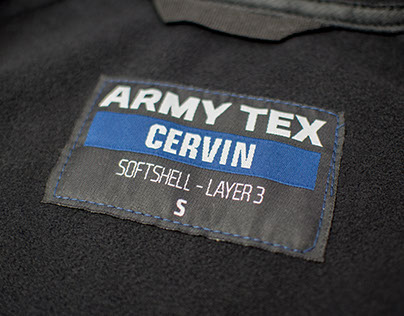 ARMY TEX
CERVIN
SOFTSHELL - LAYER 3
S